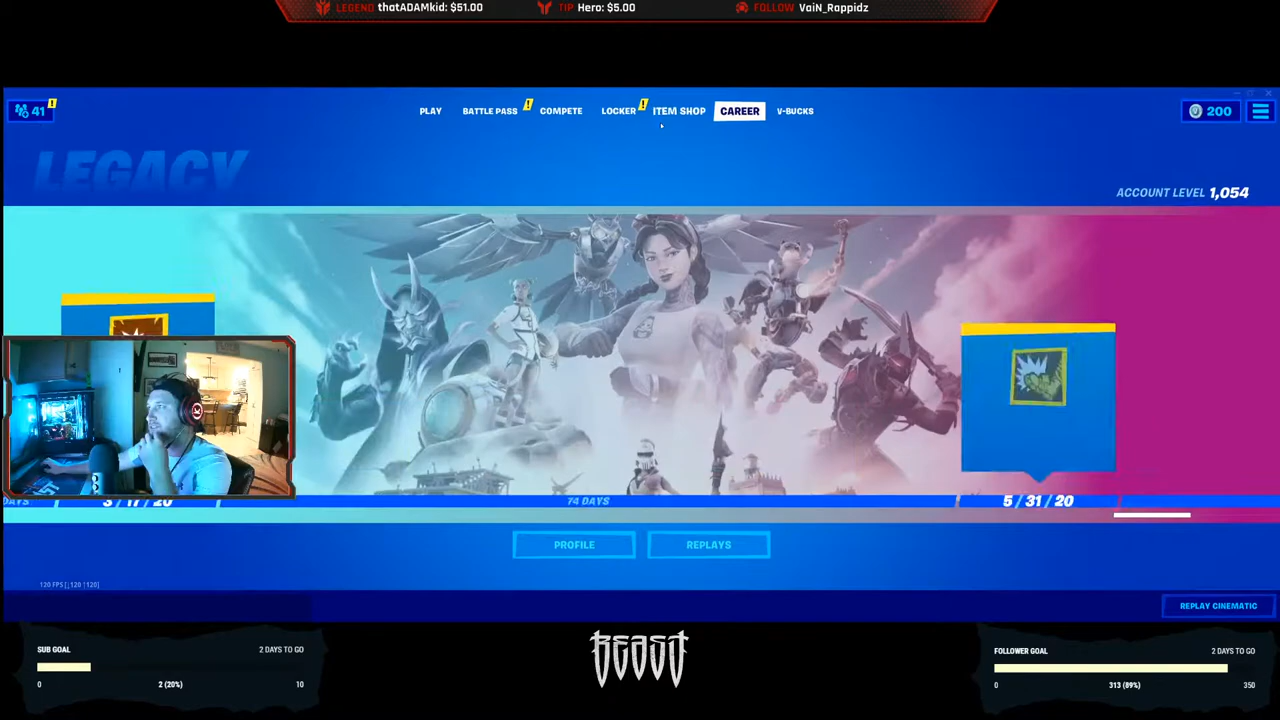 LEGEND thatADAMkid: $51.00
TIP Hero: $5.00
FOLLOW VaiN_Rappidz
41
PLAY
BATTLE PASS
COMPETE
LOCKER
ITEM SHOP
CAREER
V-BUCKS
200
LEGACY
ACCOUNT LEVEL 1,054
DAYS
3 / 17 / 20
74 DAYS
5 / 31 / 20
PROFILE
REPLAYS
REPLAY CINEMATIC
BEAST
SUB GOAL
2 DAYS TO GO
0
2 (20%)
10
FOLLOWER GOAL
2 DAYS TO GO
0
313 (89%)
350